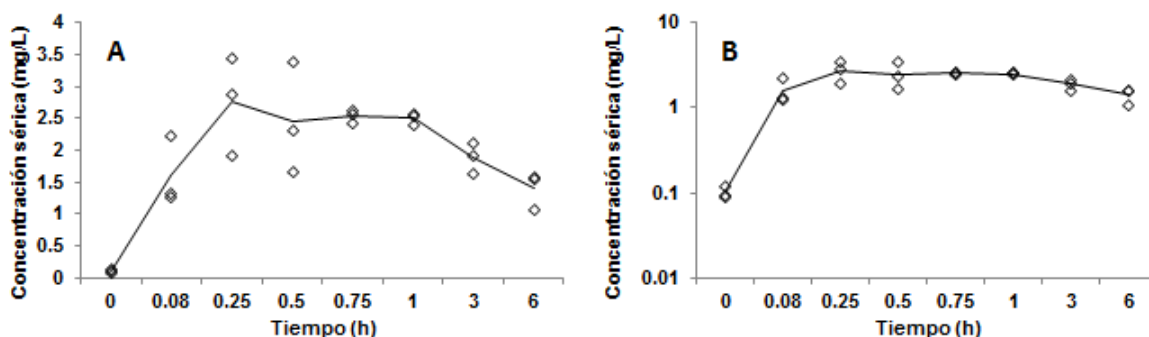 A
Concentración sérica (mg/L)
4
3.5
3
2.5
2
1.5
1
0.5
0
0 0.08 0.25 0.5 0.75 1 3 6
Tiempo (h)
B
Concentración sérica (mg/L)
10
1
0.1
0.01
0 0.08 0.25 0.5 0.75 1 3 6
Tiempo (h)